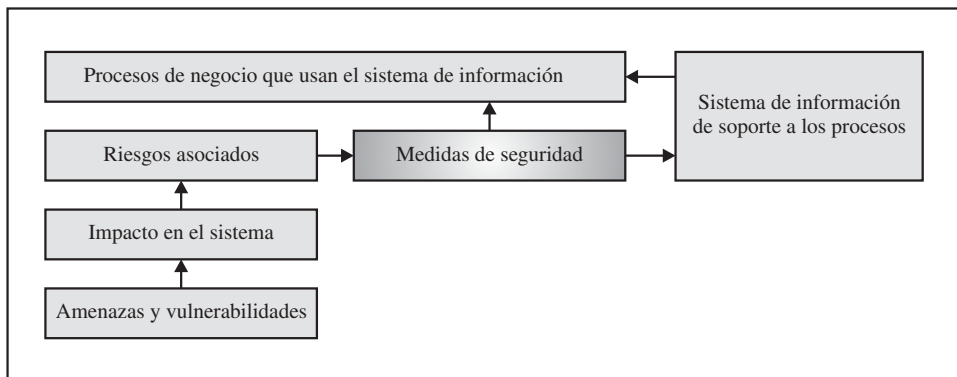 Procesos de negocio que usan el sistema de información
Sistema de información
de soporte a los procesos
Riesgos asociados
Medidas de seguridad
Impacto en el sistema
Amenazas y vulnerabilidades